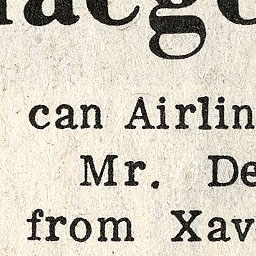 can Airlin
Mr. De
from Xav